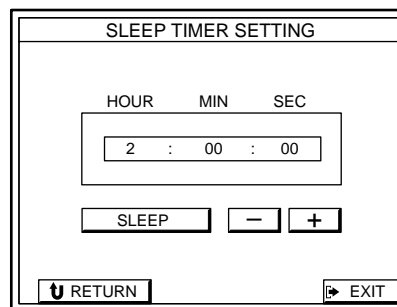 SLEEP TIMER SETTING
HOUR MIN SEC
2 : 00 : 00
SLEEP − +
RETURN EXIT